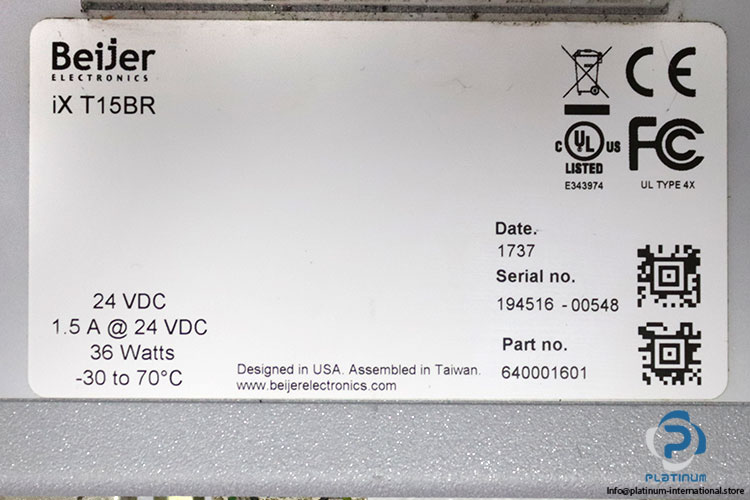 Beijer
ELECTRONICS
iX T15BR
CE
C UL US
LISTED
E343974
FC
UL TYPE 4X
Date.
1737
Serial no.
194516 - 00548
Part no.
640001601
24 VDC
1.5 A @ 24 VDC
36 Watts
-30 to 70°C
Designed in USA. Assembled in Taiwan.
www.beijerelectronics.com
PLATINUM
Info@platinum-international.store